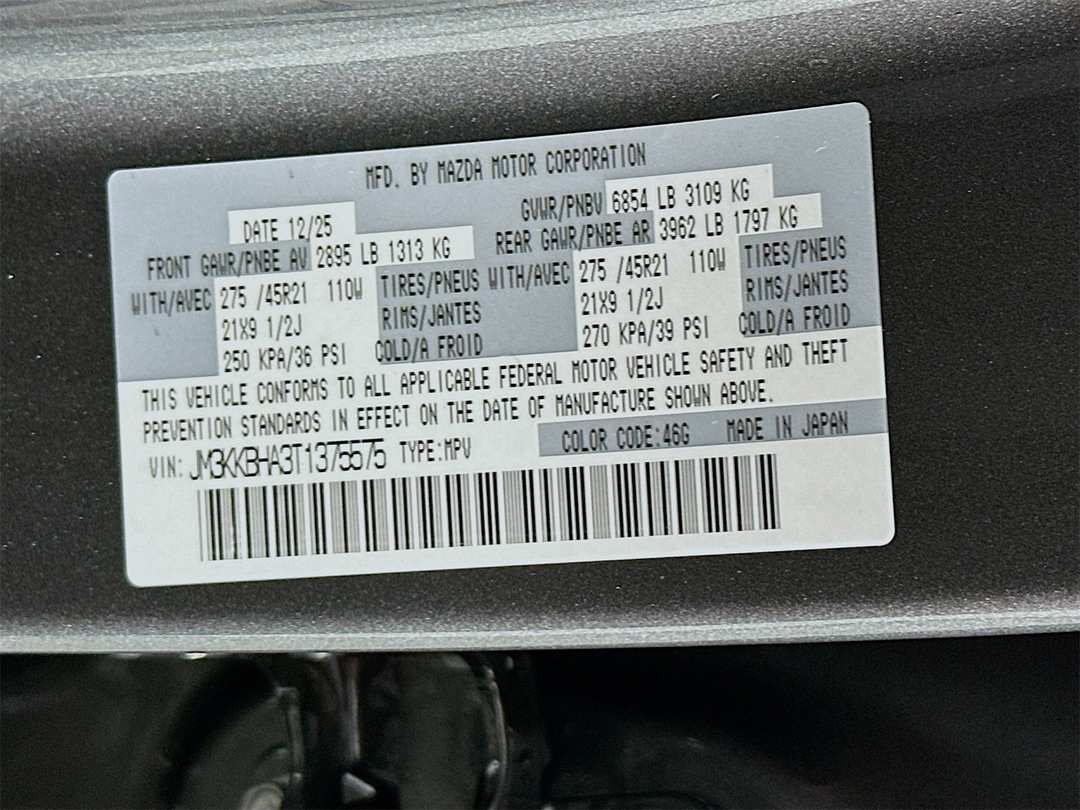 MFD. BY MAZDA MOTOR CORPORATION
DATE 12/25 GVWR/PNBV 6854 LB 3109 KG
FRONT GAWR/PNBE AV 2895 LB 1313 KG REAR GAWR/PNBE AR 3962 LB 1797 KG
WITH/AVEC 275 /45R21 110W TIRES/PNEUS WITH/AVEC 275 /45R21 110W TIRES/PNEUS
21X9 1/2J RIMS/JANTES 21X9 1/2J RIMS/JANTES
250 KPA/36 PSI COLD/A FROID 270 KPA/39 PSI COLD/A FROID
THIS VEHICLE CONFORMS TO ALL APPLICABLE FEDERAL MOTOR VEHICLE SAFETY AND THEFT
PREVENTION STANDARDS IN EFFECT ON THE DATE OF MANUFACTURE SHOWN ABOVE.
VIN: JM3KKBHA3T1375575 TYPE:MPV COLOR CODE:46G MADE IN JAPAN